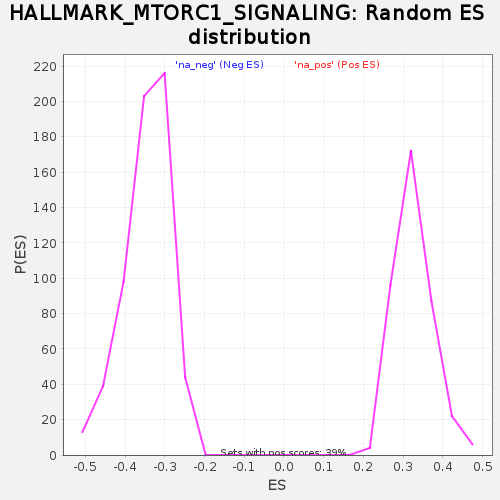 HALLMARK_MTORC1_SIGNALING: Random ES
distribution
'na_neg' (Neg ES) 'na_pos' (Pos ES)
220
200
180
160
140
120
100
80
60
40
20
0
P(ES)
Sets with pos scores: 39%
-0.5 -0.4 -0.3 -0.2 -0.1 0.0 0.1 0.2 0.3 0.4 0.5
ES